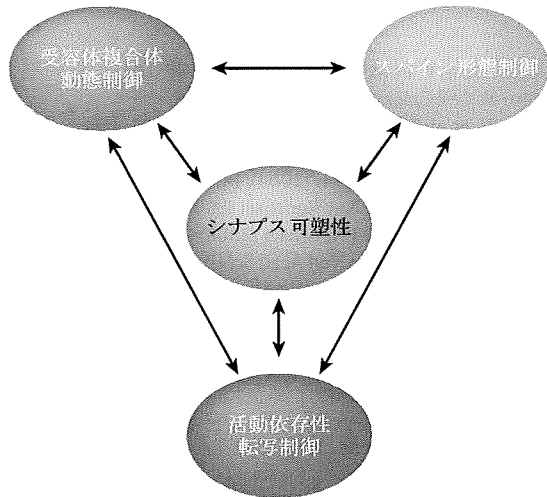 受容体複合体
動態制御
スパイン形態制御
シナプス可塑性
活動依存性
転写制御